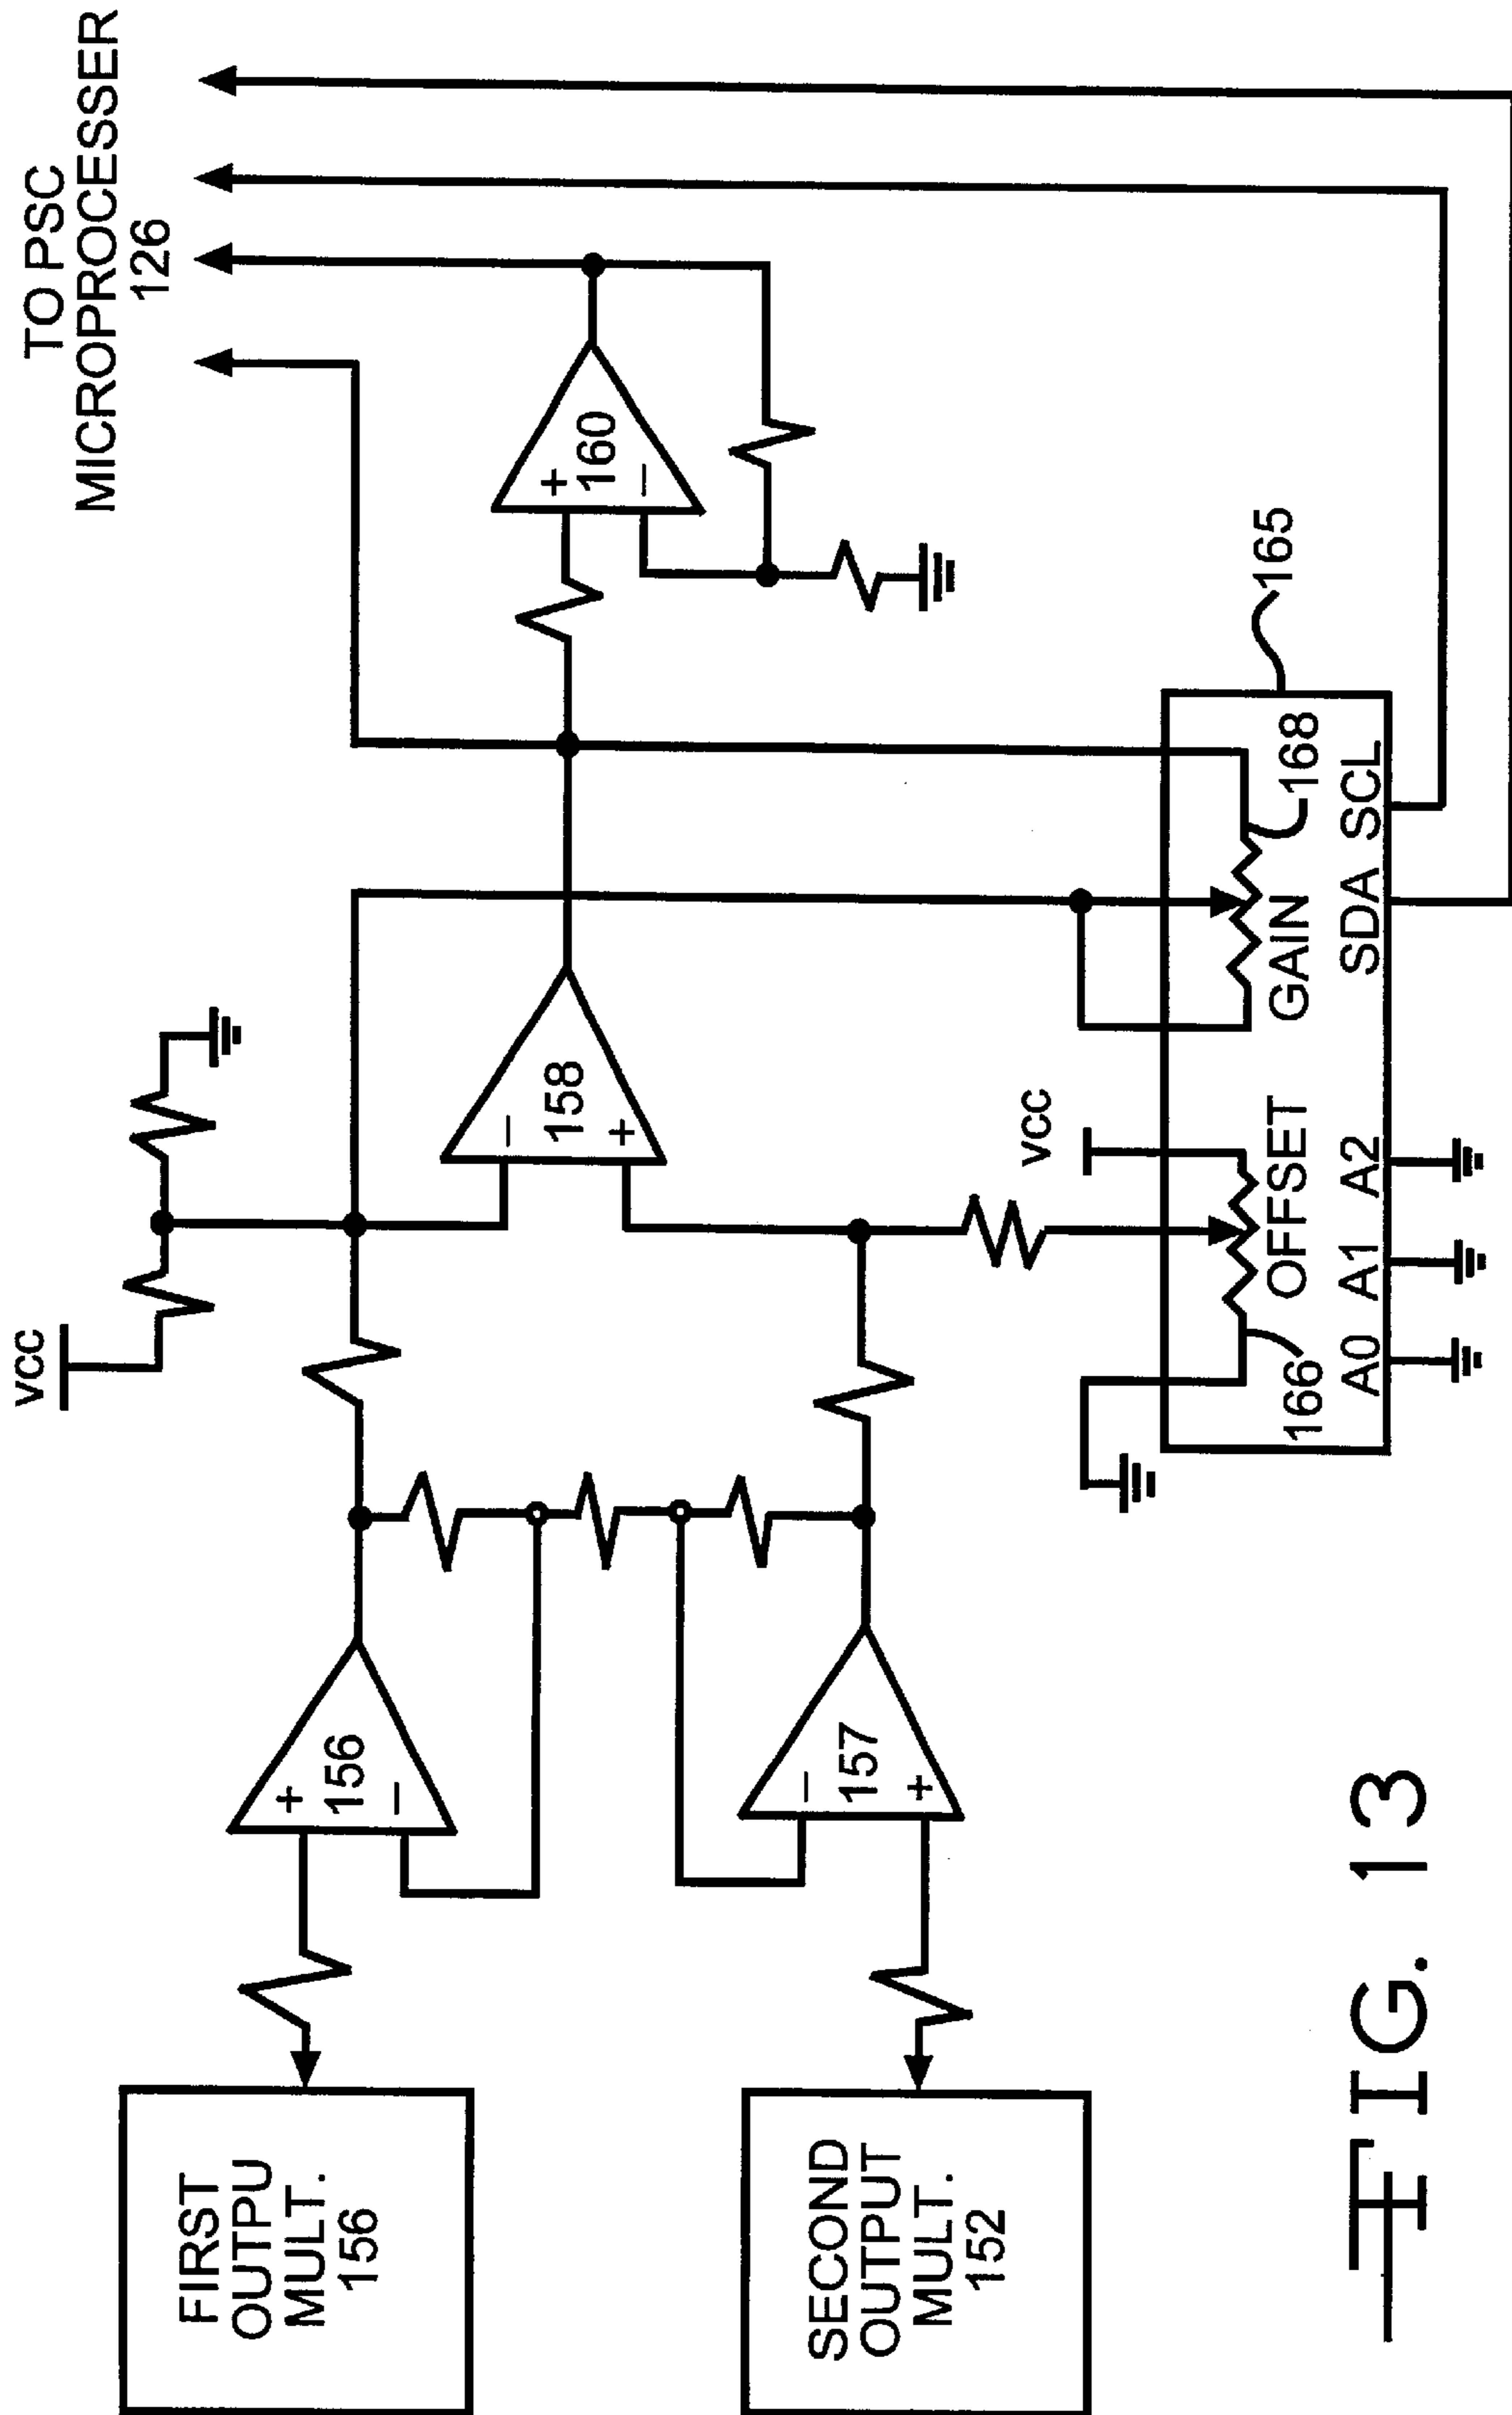 TO PSC
MICROPROCESSER
126
vcc
+
160
−
−
158
+
+
156
−
−
157
+
FIRST
OUTPU
MULT.
156
SECOND
OUTPUT
MULT.
152
vcc
165
168
GAIN
OFFSET
166
A0 A1 A2 SDA SCL
FIG. 13